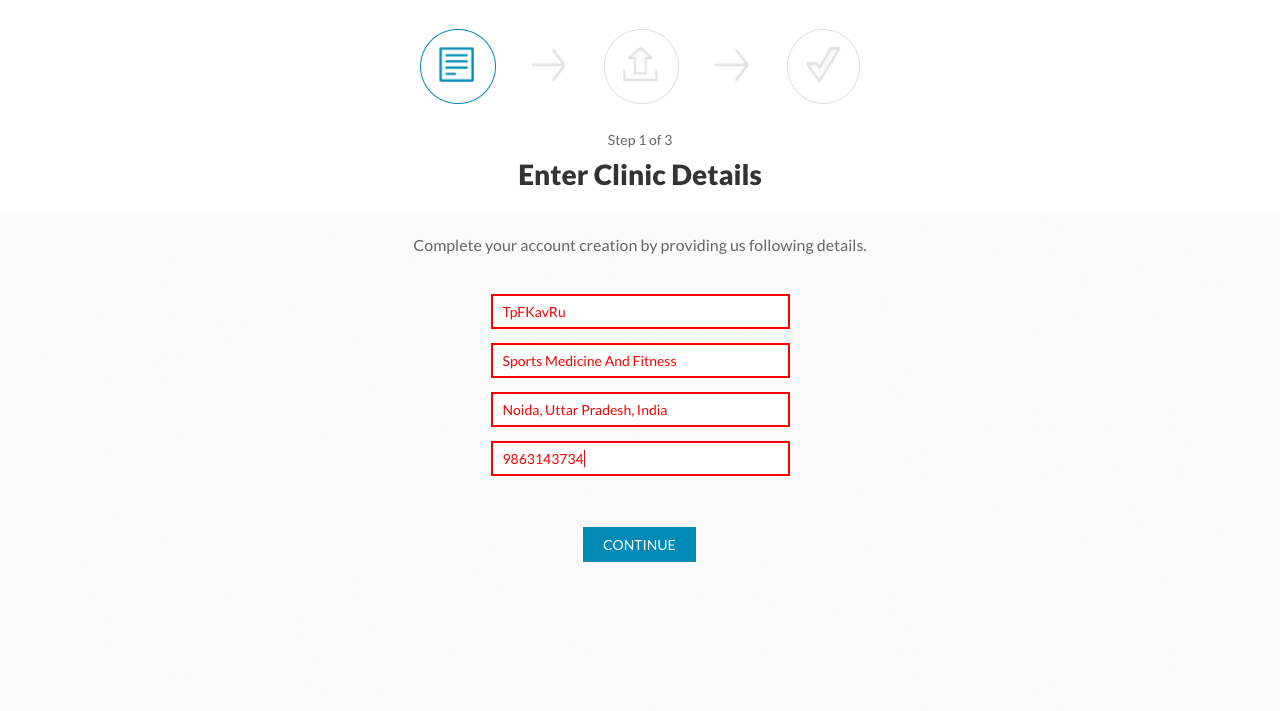 Step 1 of 3
Enter Clinic Details
Complete your account creation by providing us following details.
TpFKavRu
Sports Medicine And Fitness
Noida, Uttar Pradesh, India
9863143734
CONTINUE